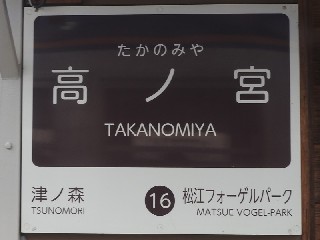 たかのみや
高ノ宮
TAKANOMIYA
津ノ森
TSUNOMORI
16
松江フォーゲルパーク
MATSUE VOGEL-PARK